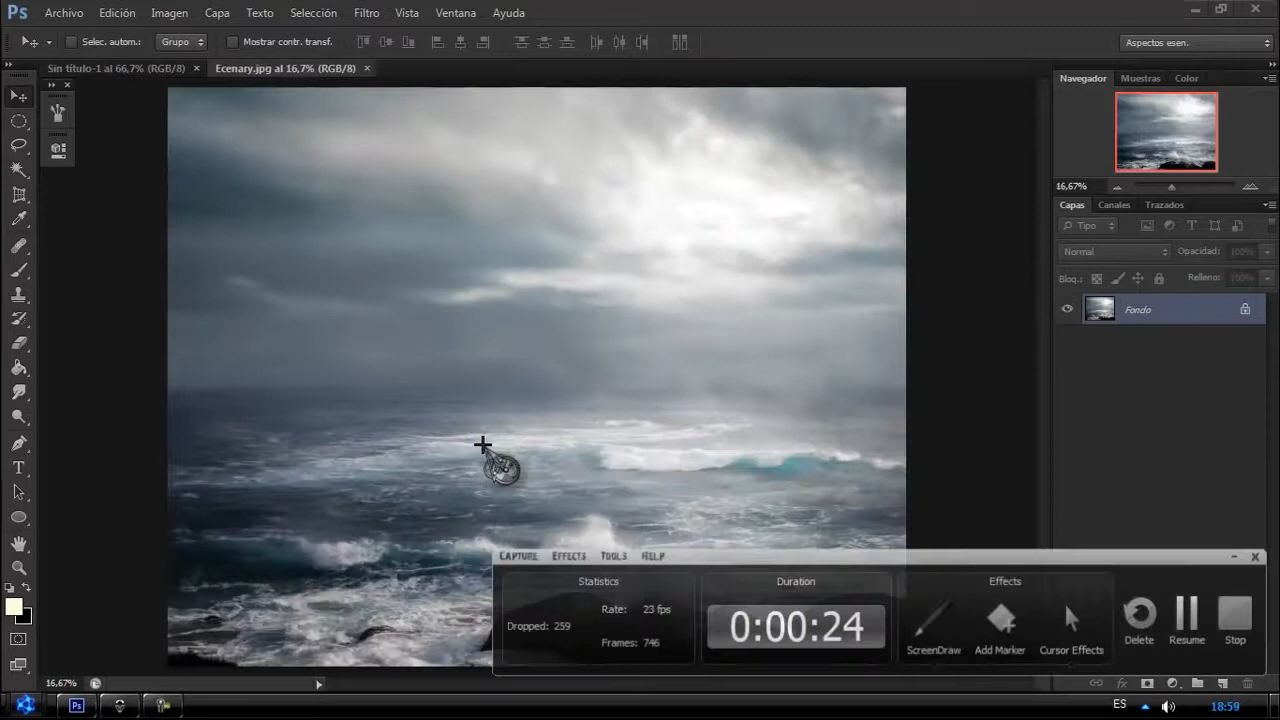 Ps Archivo Edición Imagen Capa Texto Selección Filtro Vista Ventana Ayuda
Selec. autom.: Grupo Mostrar contr. transf. Aspectos esen.
Sin título-1 al 66,7% (RGB/8) × Ecenary.jpg al 16,7% (RGB/8) ×
Navegador Muestras Color
16,67%
Capas Canales Trazados
Tipo
Normal Opacidad: 100%
Bloq.: Relleno: 100%
Fondo
CAPTURE EFFECTS TOOLS HELP
Statistics Duration Effects
Rate: 23 fps
Dropped: 259
Frames: 746
0:00:24
ScreenDraw Add Marker Cursor Effects Delete Resume Stop
16,67%
Ps ES 18:59